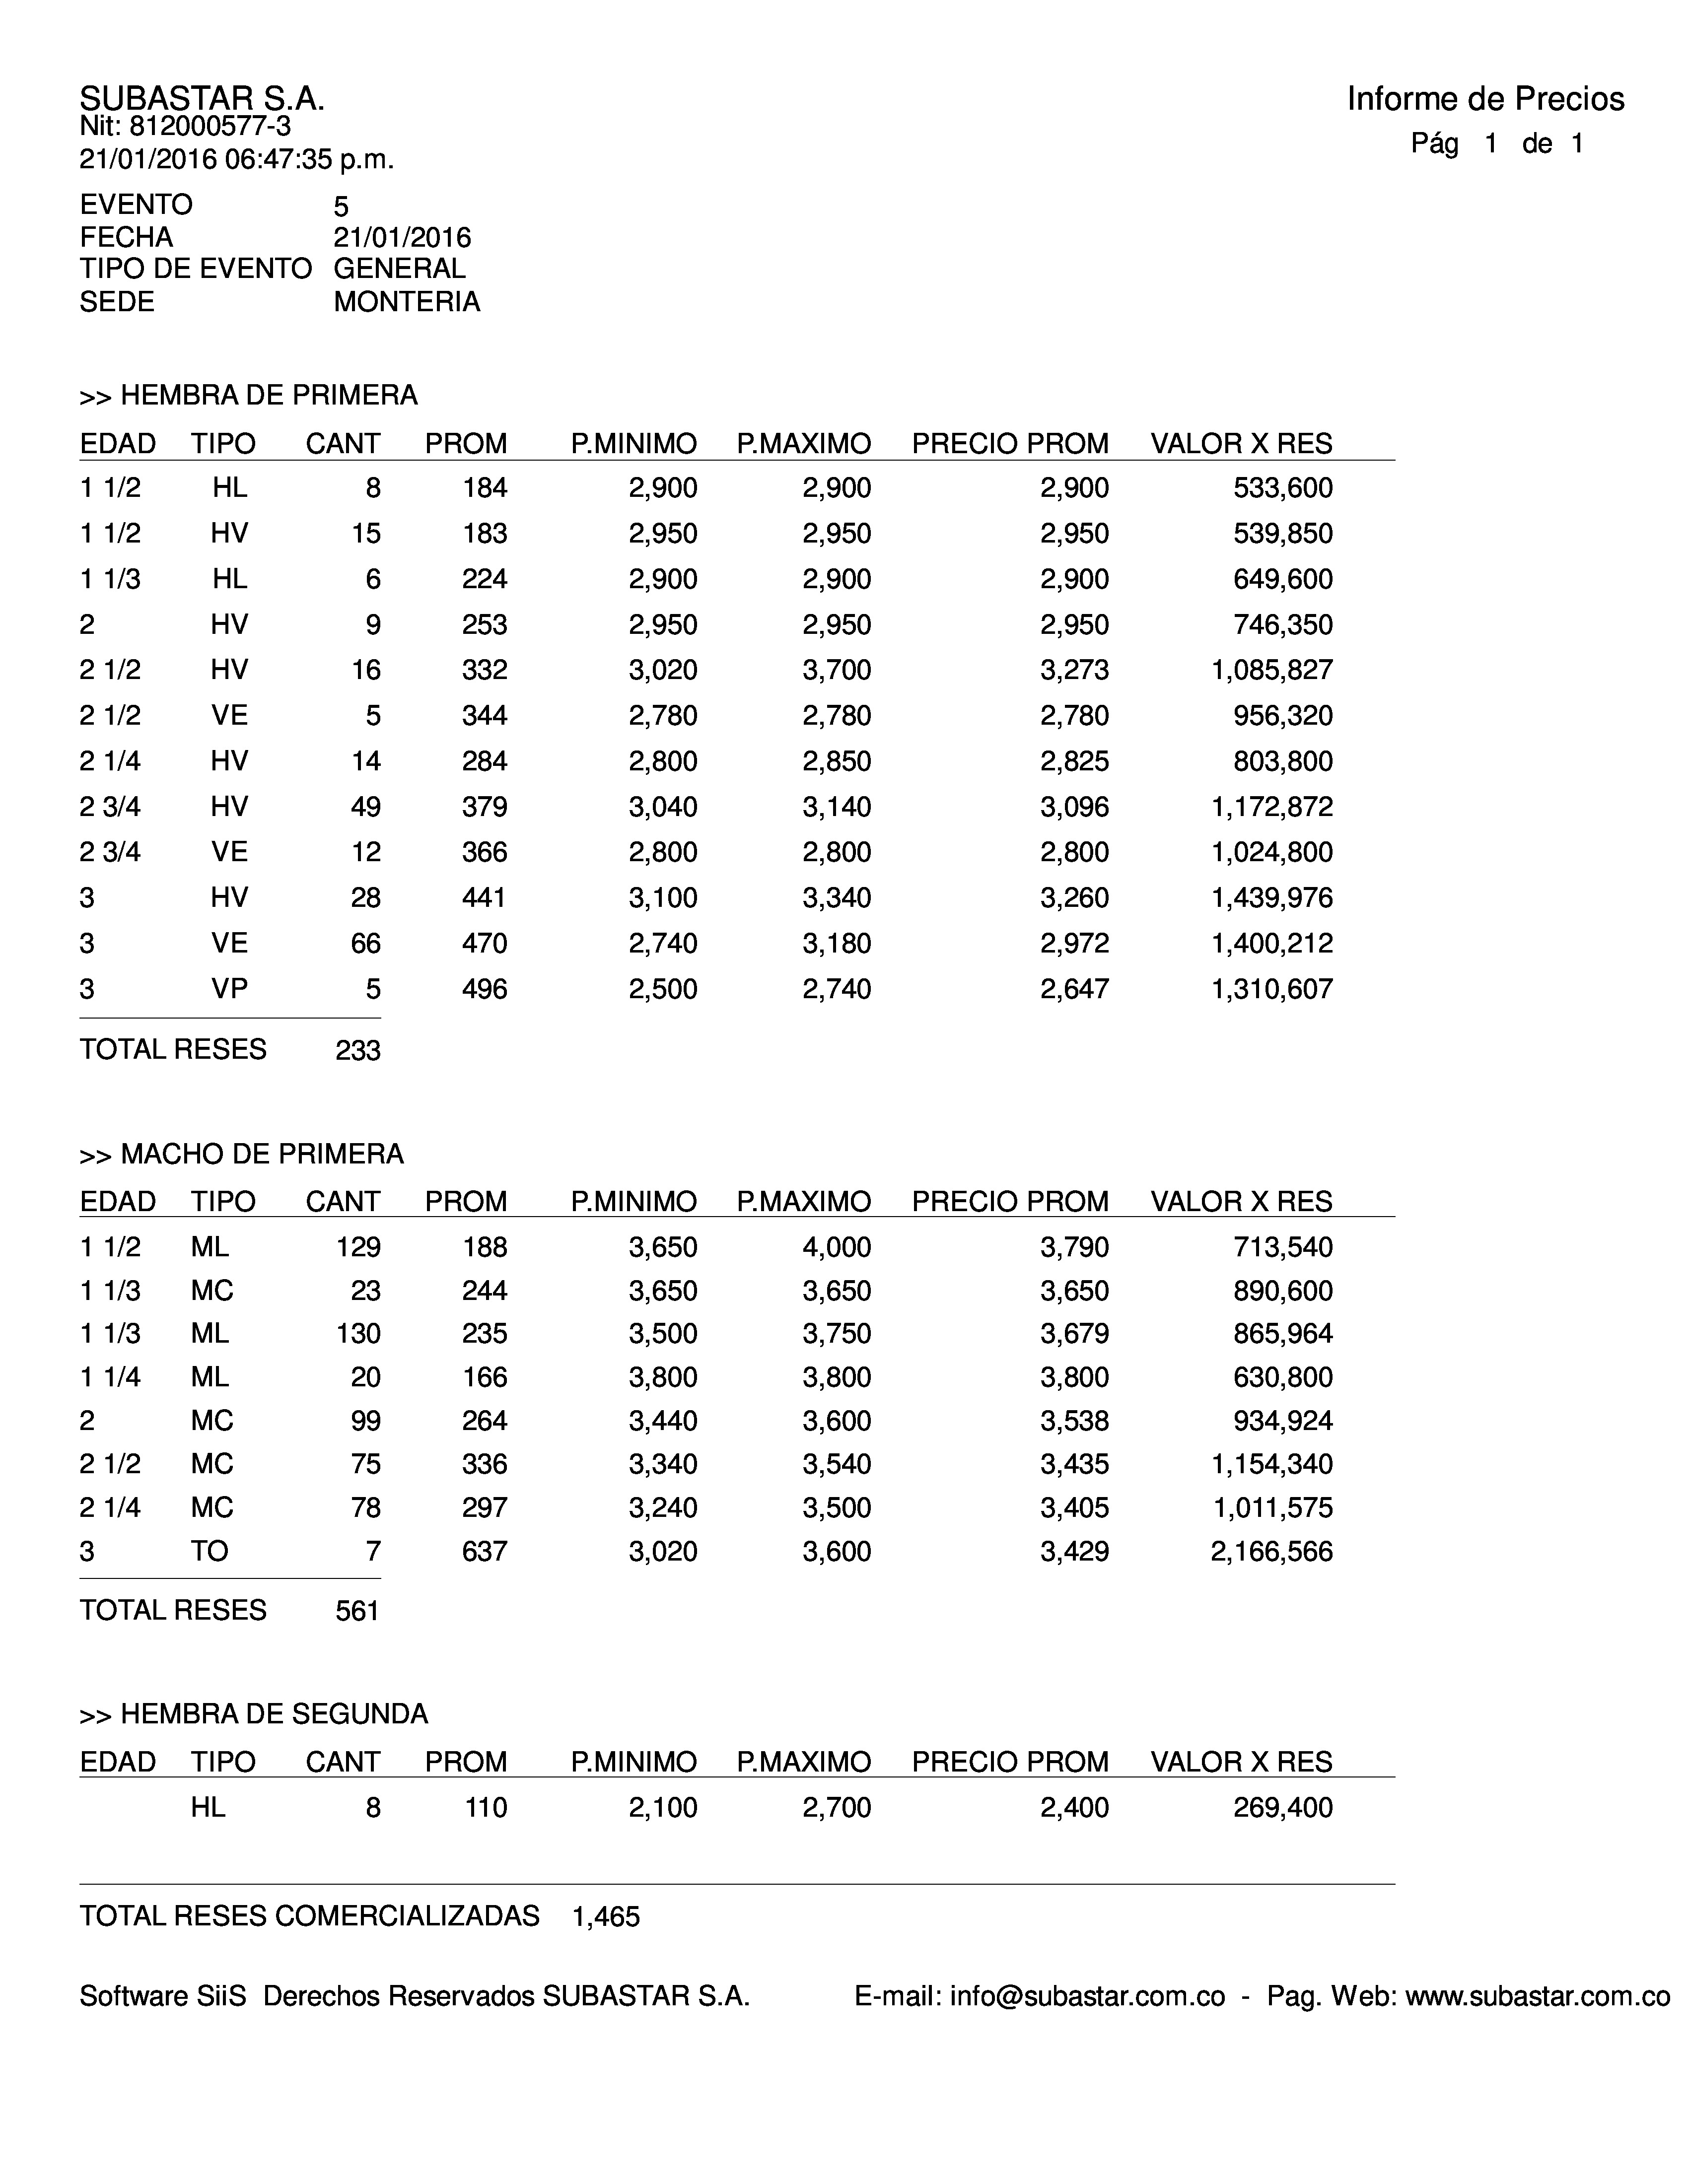 SUBASTAR S.A.
Informe de Precios
Nit: 812000577-3
Pág 1 de 1
21/01/2016 06:47:35 p.m.
EVENTO 5
FECHA 21/01/2016
TIPO DE EVENTO GENERAL
SEDE MONTERIA
>> HEMBRA DE PRIMERA
EDAD TIPO CANT PROM P.MINIMO P.MAXIMO PRECIO PROM VALOR X RES
1 1/2 HL 8 184 2,900 2,900 2,900 533,600
1 1/2 HV 15 183 2,950 2,950 2,950 539,850
1 1/3 HL 6 224 2,900 2,900 2,900 649,600
2 HV 9 253 2,950 2,950 2,950 746,350
2 1/2 HV 16 332 3,020 3,700 3,273 1,085,827
2 1/2 VE 5 344 2,780 2,780 2,780 956,320
2 1/4 HV 14 284 2,800 2,850 2,825 803,800
2 3/4 HV 49 379 3,040 3,140 3,096 1,172,872
2 3/4 VE 12 366 2,800 2,800 2,800 1,024,800
3 HV 28 441 3,100 3,340 3,260 1,439,976
3 VE 66 470 2,740 3,180 2,972 1,400,212
3 VP 5 496 2,500 2,740 2,647 1,310,607
TOTAL RESES 233
>> MACHO DE PRIMERA
EDAD TIPO CANT PROM P.MINIMO P.MAXIMO PRECIO PROM VALOR X RES
1 1/2 ML 129 188 3,650 4,000 3,790 713,540
1 1/3 MC 23 244 3,650 3,650 3,650 890,600
1 1/3 ML 130 235 3,500 3,750 3,679 865,964
1 1/4 ML 20 166 3,800 3,800 3,800 630,800
2 MC 99 264 3,440 3,600 3,538 934,924
2 1/2 MC 75 336 3,340 3,540 3,435 1,154,340
2 1/4 MC 78 297 3,240 3,500 3,405 1,011,575
3 TO 7 637 3,020 3,600 3,429 2,166,566
TOTAL RESES 561
>> HEMBRA DE SEGUNDA
EDAD TIPO CANT PROM P.MINIMO P.MAXIMO PRECIO PROM VALOR X RES
HL 8 110 2,100 2,700 2,400 269,400
TOTAL RESES COMERCIALIZADAS 1,465
Software SiiS Derechos Reservados SUBASTAR S.A. E-mail: info@subastar.com.co - Pag. Web: www.subastar.com.co